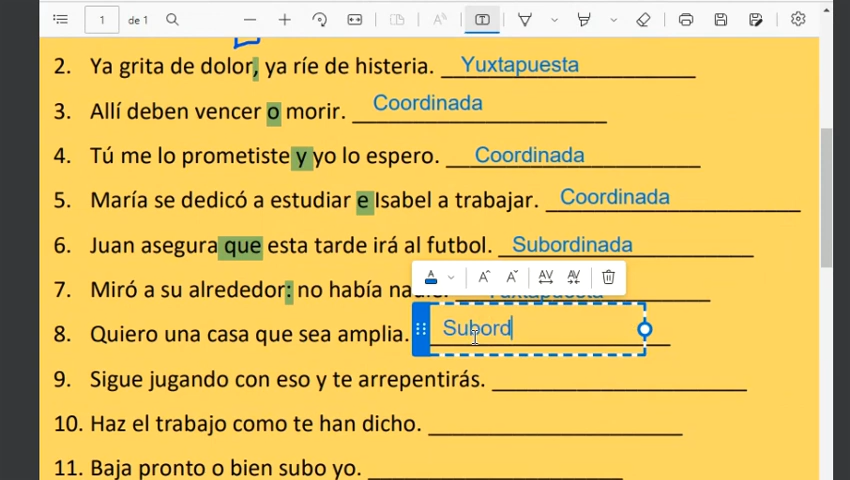 1 de 1
2. Ya grita de dolor, ya ríe de histeria. Yuxtapuesta
3. Allí deben vencer o morir. Coordinada
4. Tú me lo prometiste y yo lo espero. Coordinada
5. María se dedicó a estudiar e Isabel a trabajar. Coordinada
6. Juan asegura que esta tarde irá al futbol. Subordinada
7. Miró a su alrededor: no había nadie. Yuxtapuesta
8. Quiero una casa que sea amplia. Subord
9. Sigue jugando con eso y te arrepentirás.
10. Haz el trabajo como te han dicho.
11. Baja pronto o bien subo yo.